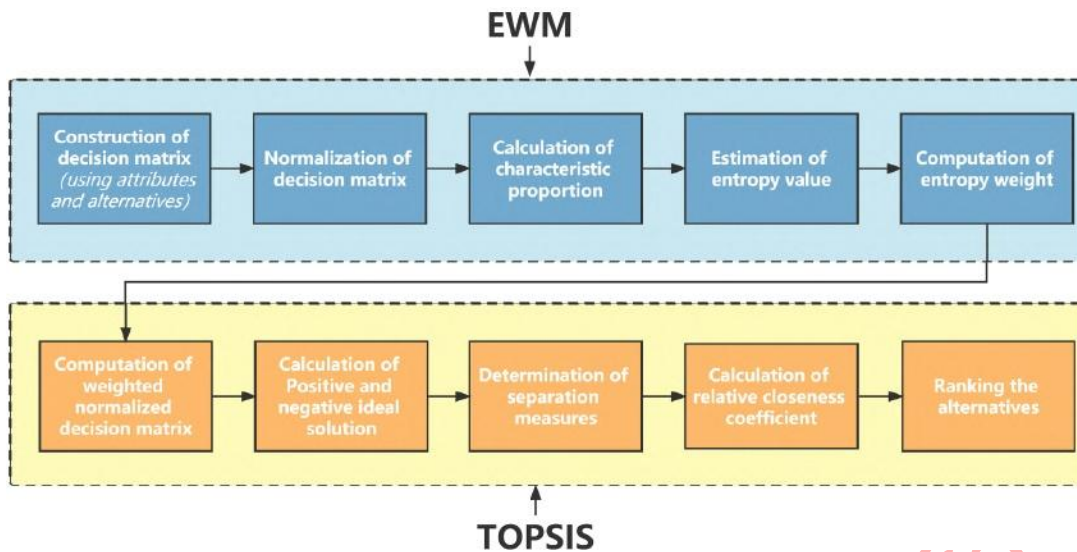 EWM
Construction of
decision matrix
(using attributes
and alternatives)
Normalization of
decision matrix
Calculation of
characteristic
proportion
Estimation of
entropy value
Computation of
entropy weight
Computation of
weighted
normalized
decision matrix
Calculation of
Positive and
negative ideal
solution
Determination of
separation
measures
Calculation of
relative closeness
coefficient
Ranking the
alternatives
TOPSIS